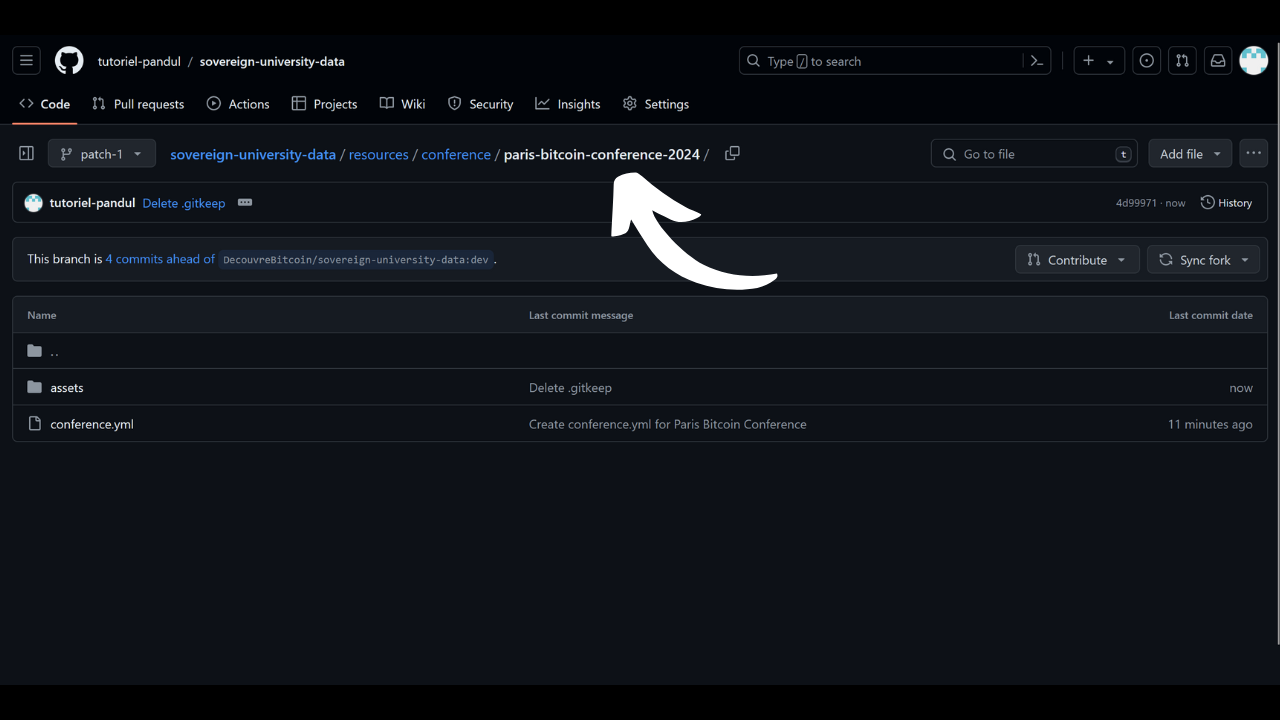 tutoriel-pandul / sovereign-university-data Type / to search
Code Pull requests Actions Projects Wiki Security Insights Settings
patch-1 sovereign-university-data / resources / conference / paris-bitcoin-conference-2024 / Go to file t Add file
tutoriel-pandul Delete .gitkeep 4d99971 · now History
This branch is 4 commits ahead of DecouvreBitcoin/sovereign-university-data:dev . Contribute Sync fork
Name Last commit message Last commit date
..
assets Delete .gitkeep now
conference.yml Create conference.yml for Paris Bitcoin Conference 11 minutes ago